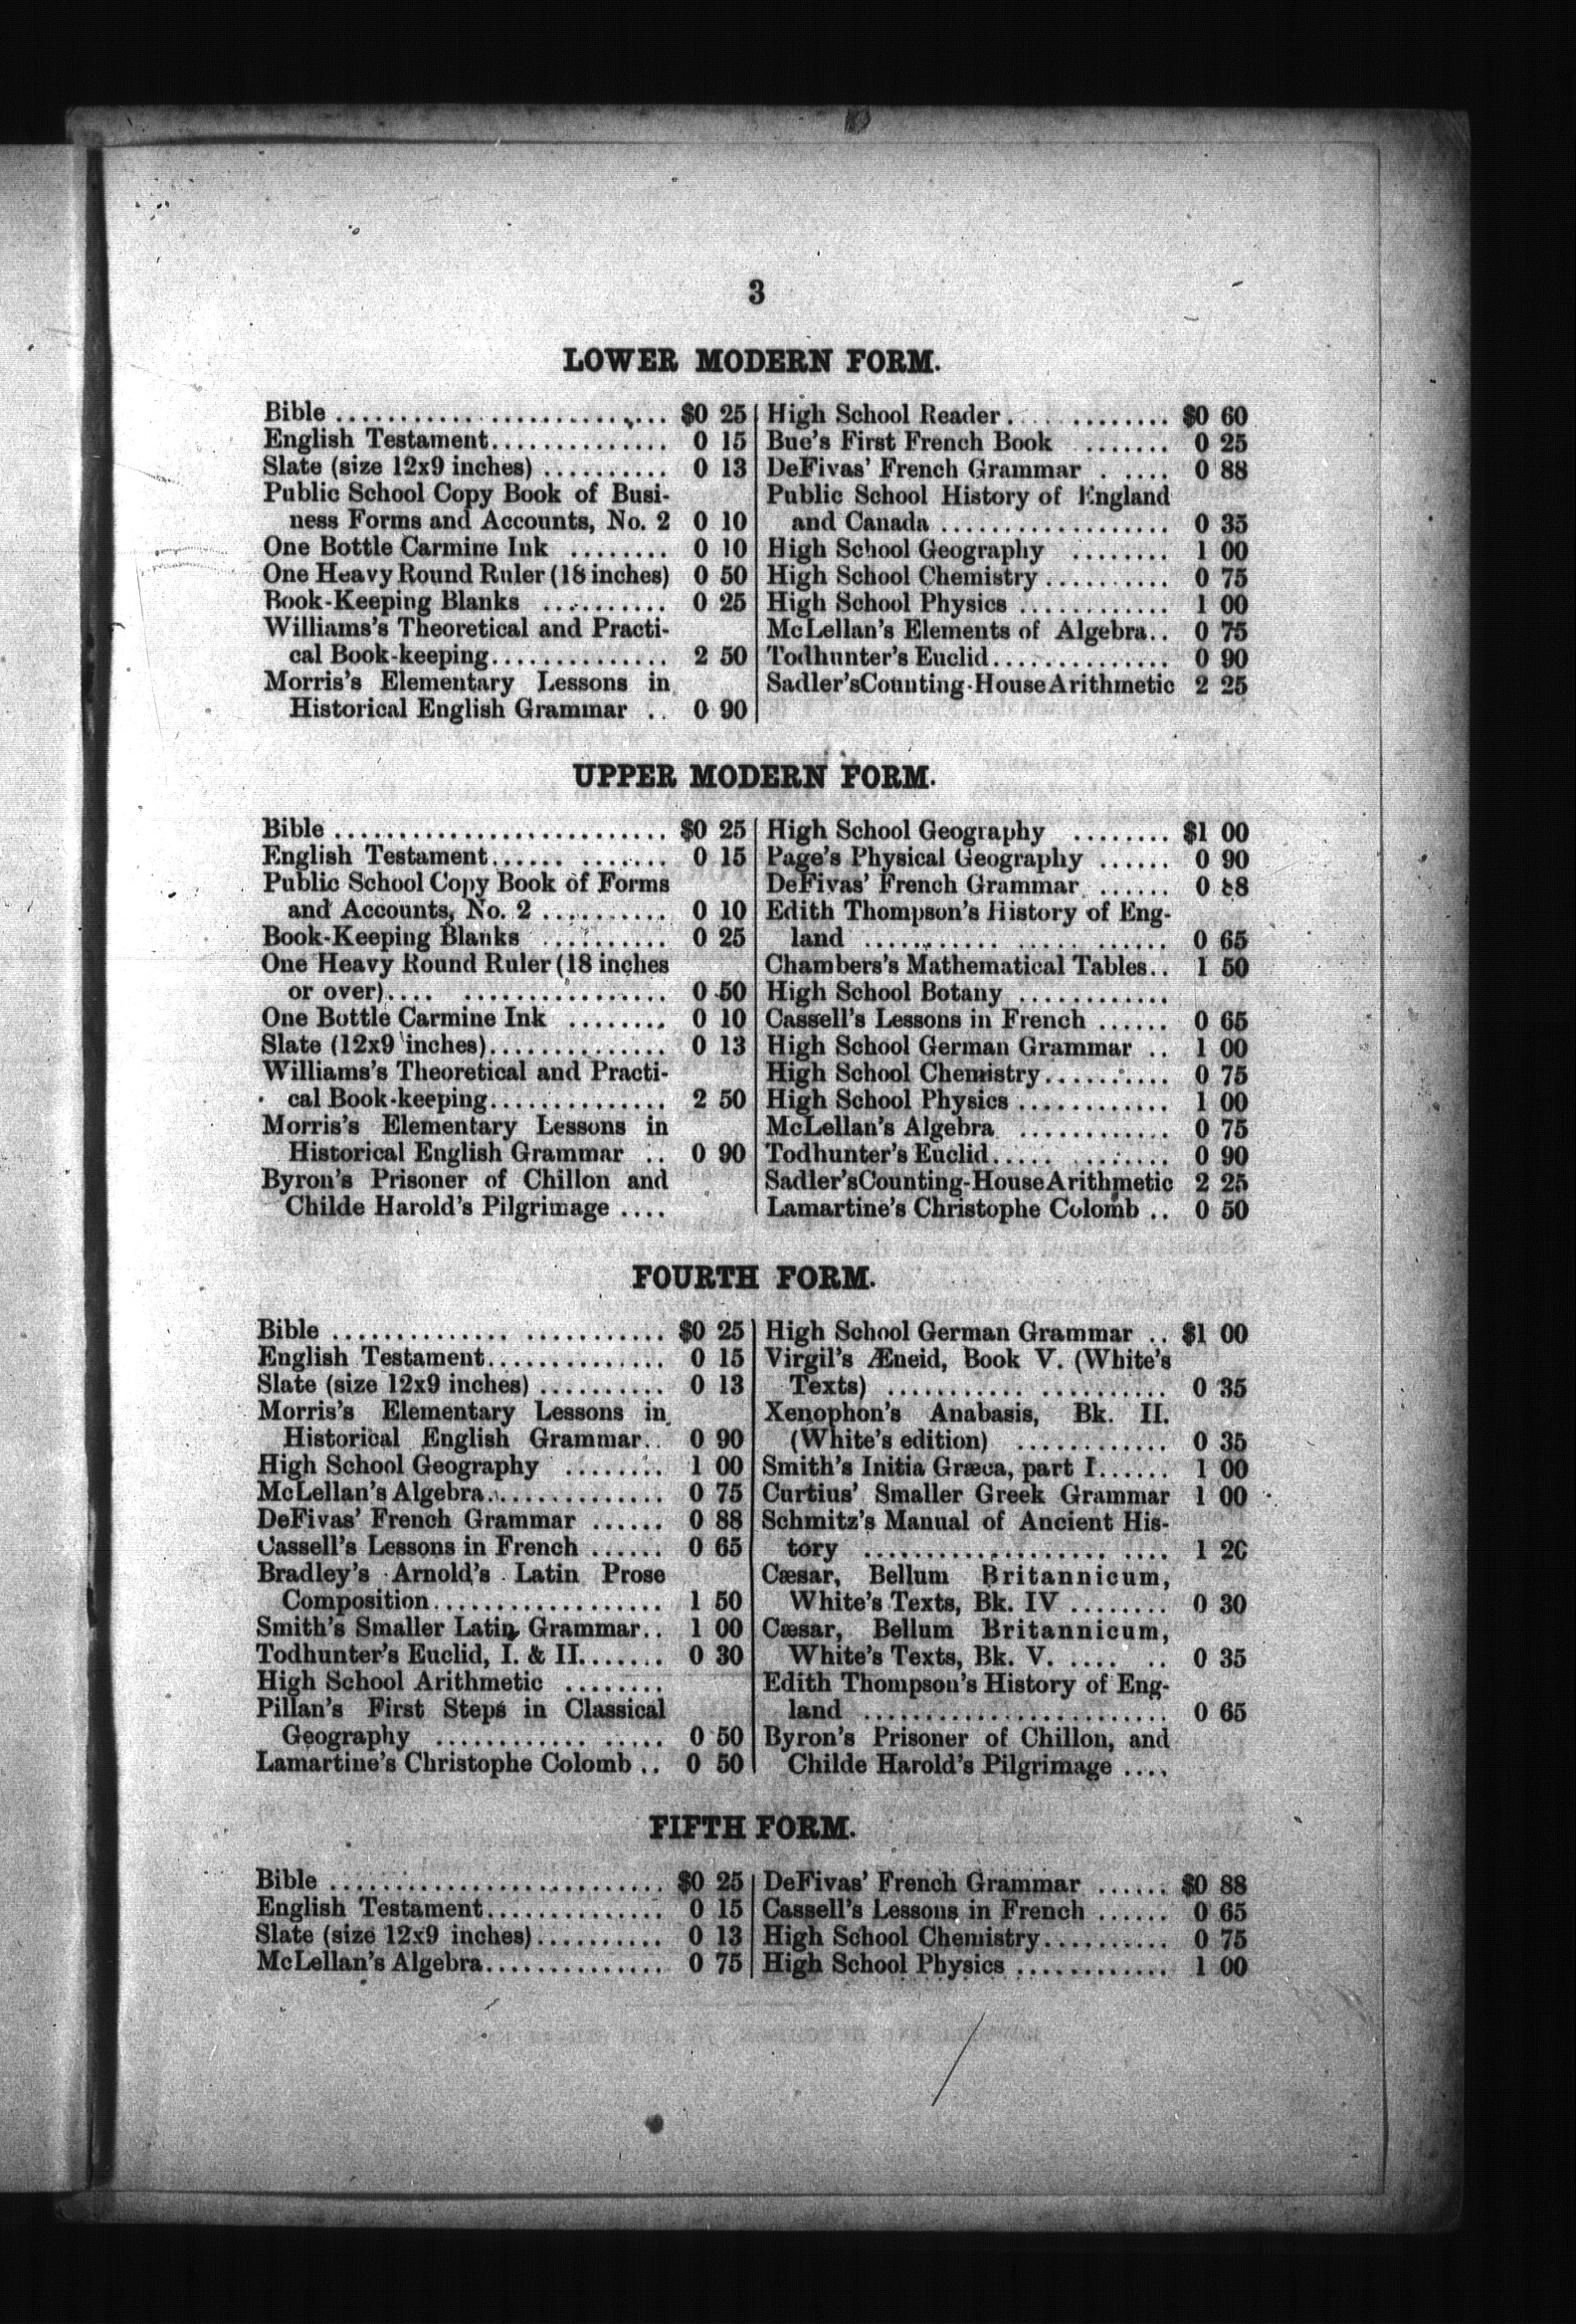 3
LOWER MODERN FORM.
Bible .......................... $0 25
English Testament.............. 0 15
Slate (size 12x9 inches) .......... 0 13
Public School Copy Book of Busi-
ness Forms and Accounts, No. 2 0 10
One Bottle Carmine Ink ........ 0 10
One Heavy Round Ruler (18 inches) 0 50
Book-Keeping Blanks .......... 0 25
Williams's Theoretical and Practi-
cal Book-keeping.............. 2 50
Morris's Elementary Lessons in
Historical English Grammar .. 0 90
High School Reader............. $0 60
Bue's First French Book ....... 0 25
DeFivas' French Grammar ..... 0 88
Public School History of England
and Canada .................. 0 35
High School Geography ........ 1 00
High School Chemistry.......... 0 75
High School Physics ............ 1 00
McLellan's Elements of Algebra.. 0 75
Todhunter's Euclid.............. 0 90
Sadler'sCounting-HouseArithmetic 2 25
UPPER MODERN FORM.
Bible .......................... $0 25
English Testament...... ....... 0 15
Public School Copy Book of Forms
and Accounts, No. 2 .......... 0 10
Book-Keeping Blanks .......... 0 25
One Heavy Round Ruler (18 inches
or over).... ................ 0 50
One Bottle Carmine Ink ........ 0 10
Slate (12x9 inches).............. 0 13
Williams's Theoretical and Practi-
cal Book-keeping.............. 2 50
Morris's Elementary Lessons in
Historical English Grammar .. 0 90
Byron's Prisoner of Chillon and
Childe Harold's Pilgrimage ....
High School Geography ........ $1 00
Page's Physical Geography ...... 0 90
DeFivas' French Grammar ...... 0 88
Edith Thompson's History of Eng-
land ........... ...... ...... 0 65
Chambers's Mathematical Tables.. 1 50
High School Botany ............
Cassell's Lessons in French ...... 0 65
High School German Grammar .. 1 00
High School Chemistry.......... 0 75
High School Physics ............ 1 00
McLellan's Algebra ............ 0 75
Todhunter's Euclid..... ........ 0 90
Sadler'sCounting-HouseArithmetic 2 25
Lamartine's Christophe Colomb .. 0 50
FOURTH FORM.
Bible .............. ........... $0 25
English Testament.............. 0 15
Slate (size 12x9 inches) .......... 0 13
Morris's Elementary Lessons in
Historical English Grammar.. 0 90
High School Geography ........ 1 00
McLellan's Algebra.............. 0 75
DeFivas' French Grammar ...... 0 88
Cassell's Lessons in French ...... 0 65
Bradley's Arnold's Latin Prose
Composition.................. 1 50
Smith's Smaller Latin Grammar.. 1 00
Todhunter's Euclid, I. & II....... 0 30
High School Arithmetic ........
Pillan's First Steps in Classical
Geography ............ ..... 0 50
Lamartine's Christophe Colomb .. 0 50
High School German Grammar .. $1 00
Virgil's Æneid, Book V. (White's
Texts) ........... .......... 0 35
Xenophon's Anabasis, Bk. II.
(White's edition) ............ 0 35
Smith's Initia Græca, part I...... 1 00
Curtius' Smaller Greek Grammar 1 00
Schmitz's Manual of Ancient His-
tory ................... .... 1 20
Cæsar, Bellum Britannicum,
White's Texts, Bk. IV ........ 0 30
Cæsar, Bellum Britannicum,
White's Texts, Bk. V. .... .. 0 35
Edith Thompson's History of Eng-
land ........................ 0 65
Byron's Prisoner of Chillon, and
Childe Harold's Pilgrimage ....
FIFTH FORM.
Bible .......................... $0 25
English Testament.............. 0 15
Slate (size 12x9 inches).......... 0 13
McLellan's Algebra.............. 0 75
DeFivas' French Grammar ...... $0 88
Cassell's Lessons in French ...... 0 65
High School Chemistry.......... 0 75
High School Physics ............ 1 00